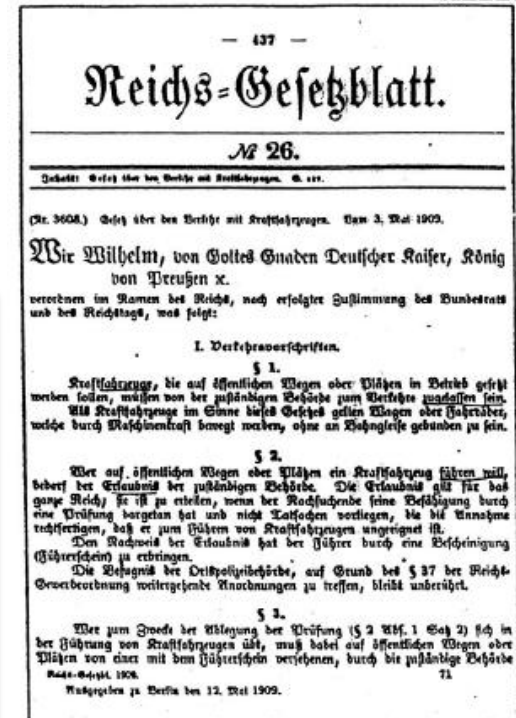 — 437 —
Reichs-Gesetzblatt.
№ 26.
Inhalt: Gesetz über den Verkehr mit Kraftfahrzeugen. S. 437.
(Nr. 3608.) Gesetz über den Verkehr mit Kraftfahrzeugen. Vom 3. Mai 1909.
Wir Wilhelm, von Gottes Gnaden Deutscher Kaiser, König
von Preußen ꝛc.
verordnen im Namen des Reichs, nach erfolgter Zustimmung des Bundesrats
und des Reichstags, was folgt:
I. Verkehrsvorschriften.
§ 1.
Kraftfahrzeuge, die auf öffentlichen Wegen oder Plätzen in Betrieb gesetzt
werden sollen, müssen von der zuständigen Behörde zum Verkehre zugelassen sein.
Als Kraftfahrzeuge im Sinne dieses Gesetzes gelten Wagen oder Fahrräder,
welche durch Maschinenkraft bewegt werden, ohne an Bahngleise gebunden zu sein.
§ 2.
Wer auf öffentlichen Wegen oder Plätzen ein Kraftfahrzeug führen will,
bedarf der Erlaubnis der zuständigen Behörde. Die Erlaubnis gilt für das
ganze Reich; sie ist zu erteilen, wenn der Nachsuchende seine Befähigung durch
eine Prüfung dargetan hat und nicht Tatsachen vorliegen, die die Annahme
rechtfertigen, daß er zum Führen von Kraftfahrzeugen ungeeignet ist.
Den Nachweis der Erlaubnis hat der Führer durch eine Bescheinigung
(Führerschein) zu erbringen.
Die Befugnis der Ortspolizeibehörde, auf Grund des § 37 der Reichs-
Gewerbeordnung weitergehende Anordnungen zu treffen, bleibt unberührt.
§ 3.
Wer zum Zwecke der Ablegung der Prüfung (§ 2 Abs. 1 Satz 2) sich in
der Führung von Kraftfahrzeugen übt, muß dabei auf öffentlichen Wegen oder
Plätzen von einer mit dem Führerschein versehenen, durch die zuständige Behörde
Reichs-Gesetzbl. 1909. 71
Ausgegeben zu Berlin den 12. Mai 1909.